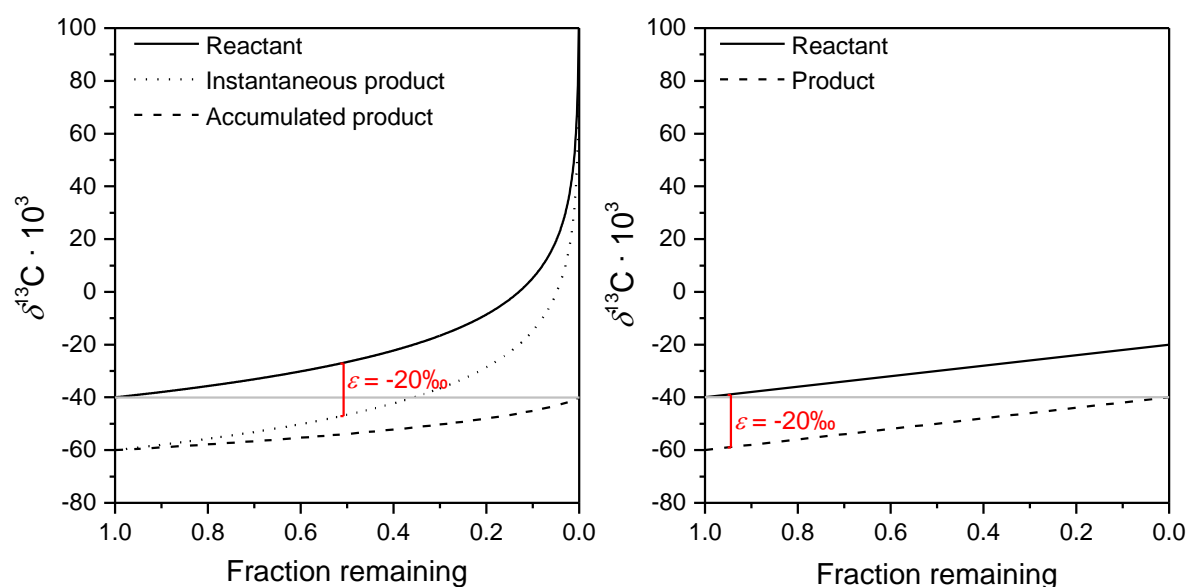 100
80
60
40
20
0
-20
-40
-60
-80
1.0 0.8 0.6 0.4 0.2 0.0
Fraction remaining
δ¹³C · 10³
Reactant
Instantaneous product
Accumulated product
ε = -20‰
100
80
60
40
20
0
-20
-40
-60
-80
1.0 0.8 0.6 0.4 0.2 0.0
Fraction remaining
δ¹³C · 10³
Reactant
Product
ε = -20‰